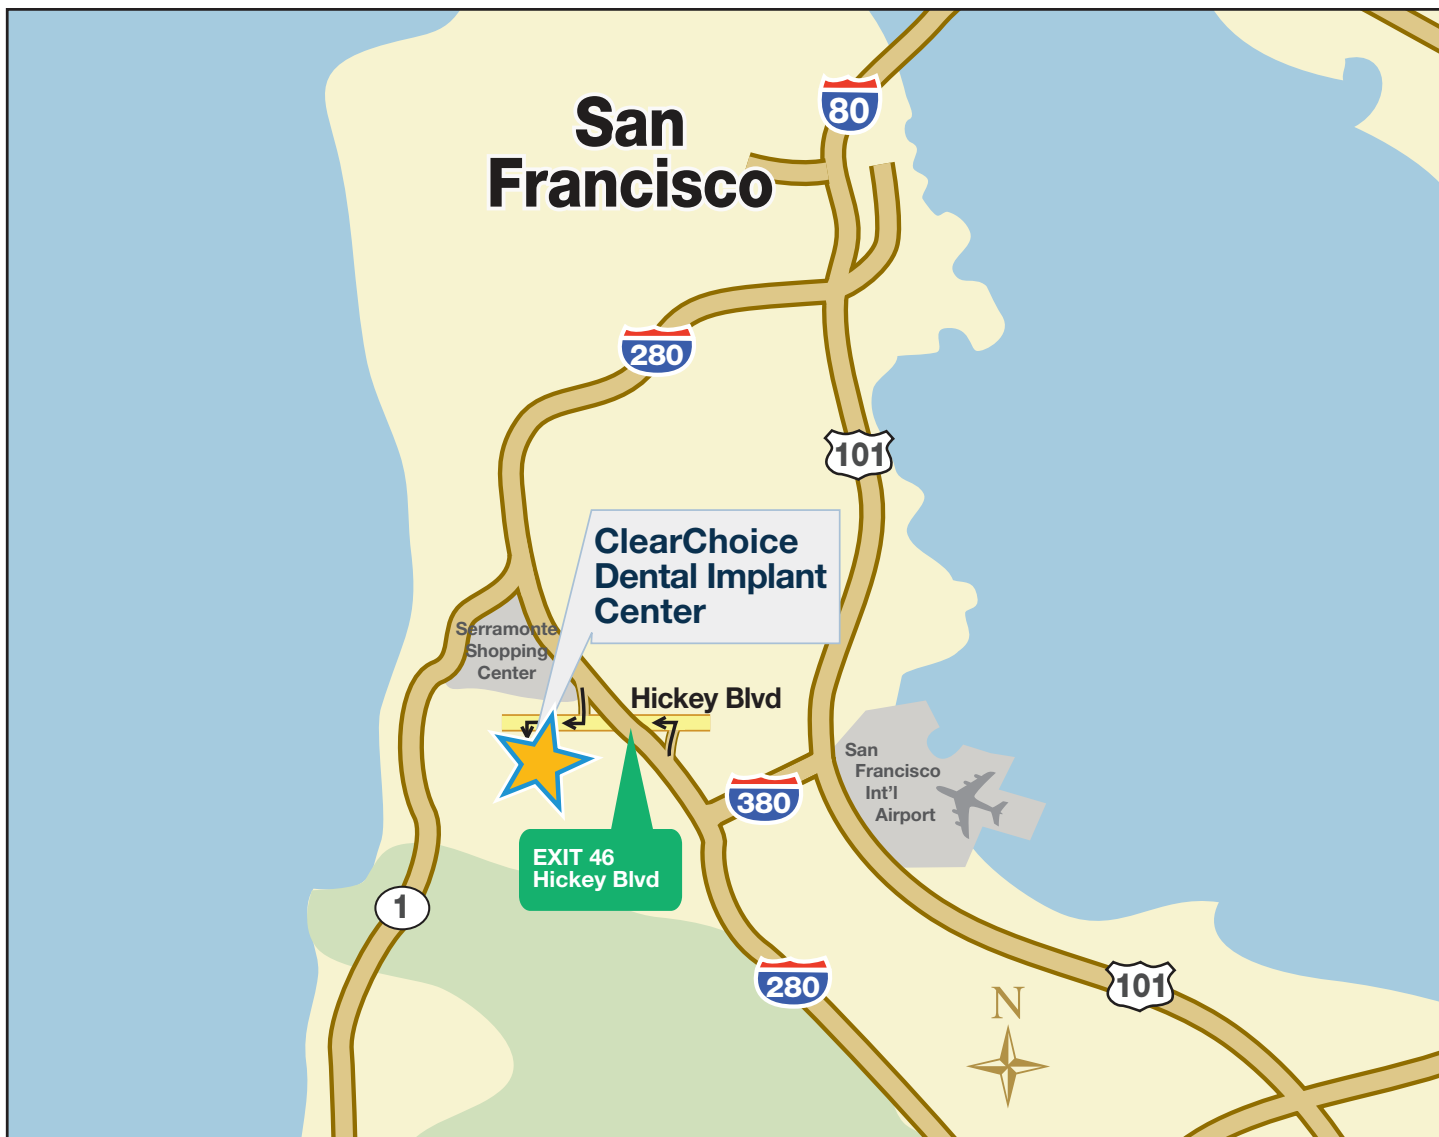 80
San
Francisco
280
101
ClearChoice
Dental Implant
Center
Serramonte
Shopping
Center
Hickey Blvd
San
Francisco
Int'l
Airport
380
EXIT 46
Hickey Blvd
1
280
101
N